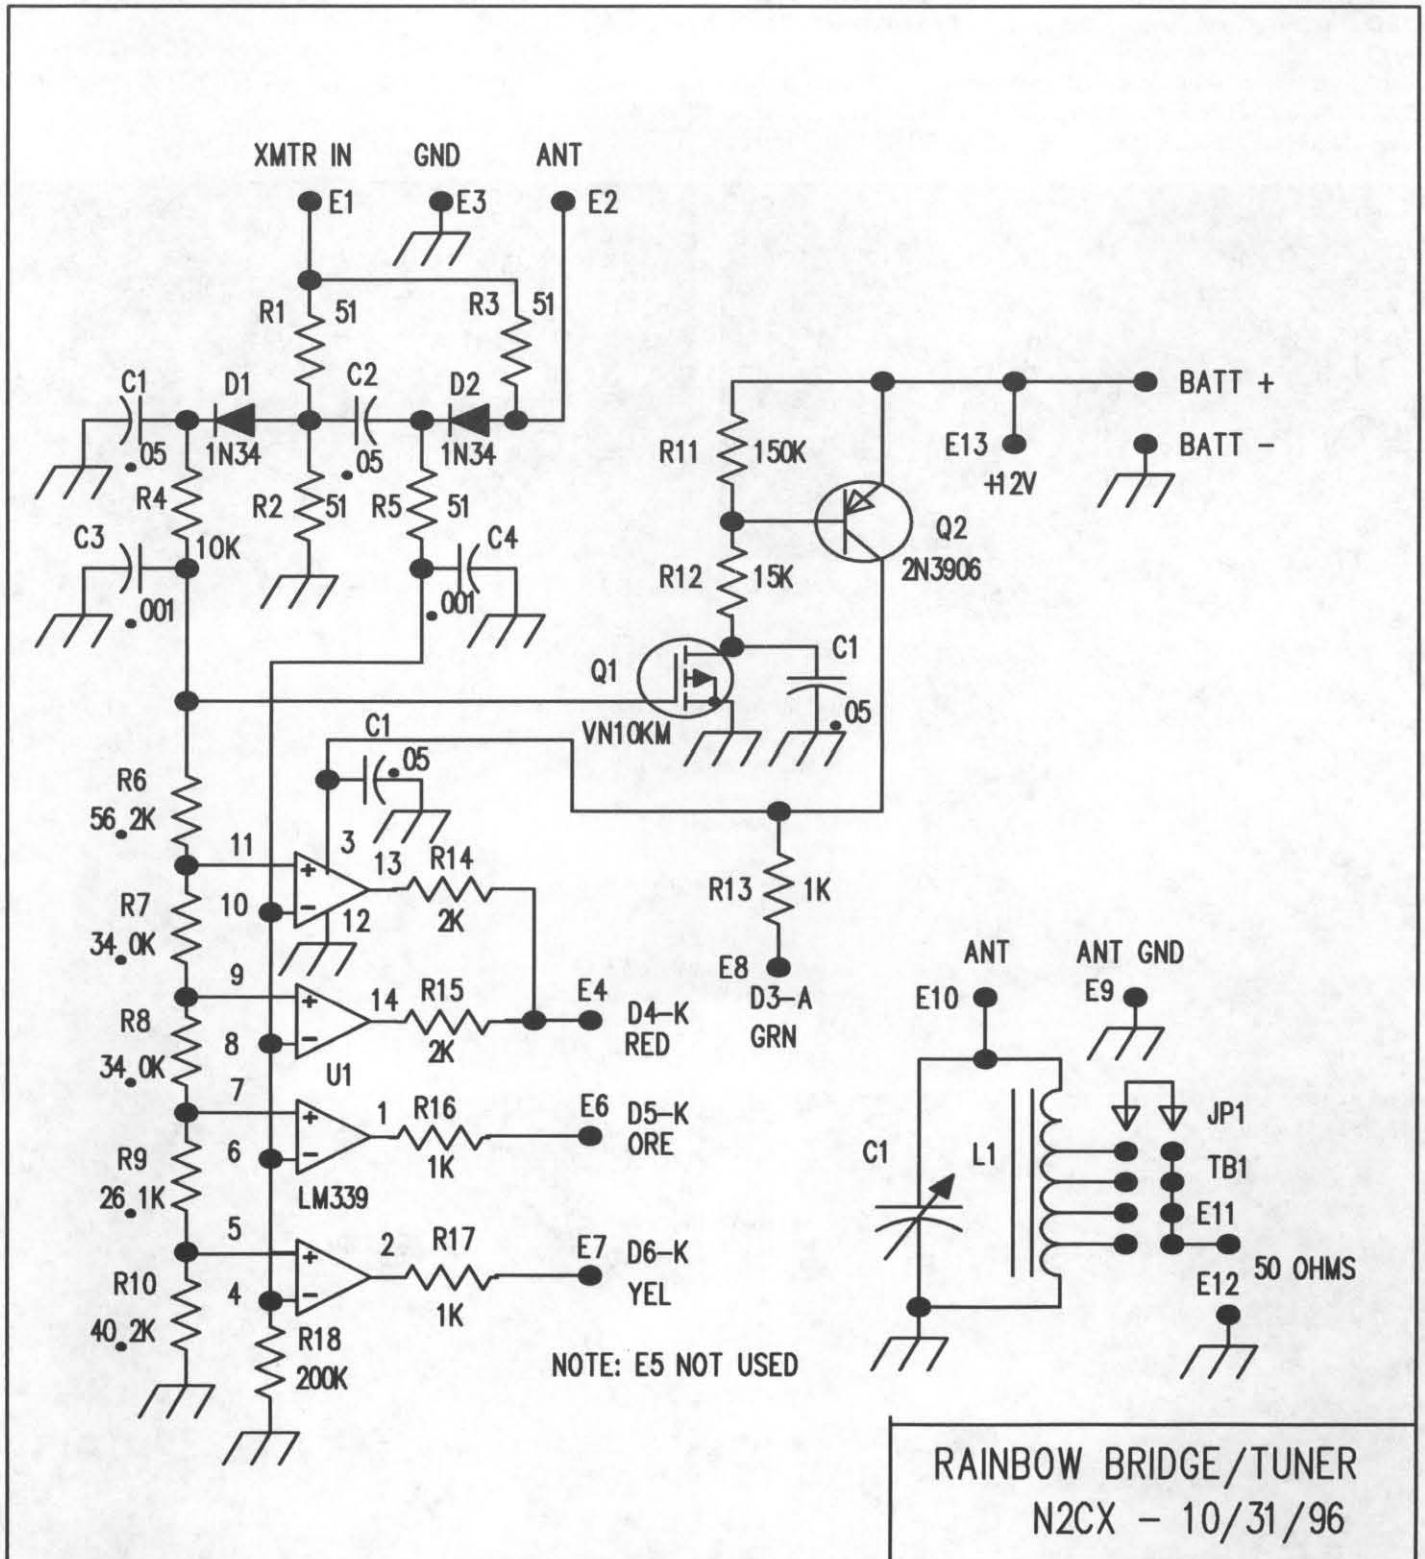 XMTR IN GND ANT
E1 E3 E2
R1 51 R3 51
C1 D1 C2 D2
.05 1N34 .05 1N34
R4 R2 51 R5 51
10K
C3 C4
.001 .001
R11 150K
E13
+12V
BATT +
BATT -
Q2
2N3906
R12 15K
Q1
VN10KM
C1
.05
C1
.05
R6
56.2K
11 3 13 R14
R7 10 12 2K
34.0K
R13 1K
E8
D3-A
GRN
9 14 R15 E4 D4-K
RED
R8 8 2K
34.0K U1
7 1 R16 E6 D5-K
ORE
R9 6 1K
26.1K LM339
5 2 R17 E7 D6-K
YEL
R10 4 1K
40.2K
R18
200K
NOTE: E5 NOT USED
ANT ANT GND
E10 E9
JP1
C1 L1 TB1
E11
50 OHMS
E12
RAINBOW BRIDGE/TUNER
N2CX - 10/31/96